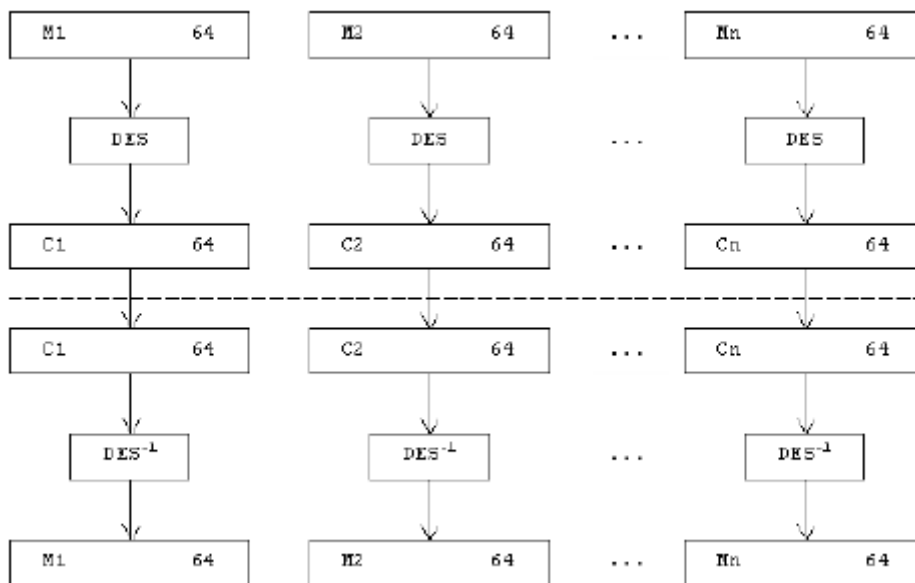 M1 64 M2 64 ... Mn 64
DES DES ... DES
C1 64 C2 64 ... Cn 64
C1 64 C2 64 ... Cn 64
DES⁻¹ DES⁻¹ ... DES⁻¹
M1 64 M2 64 ... Mn 64